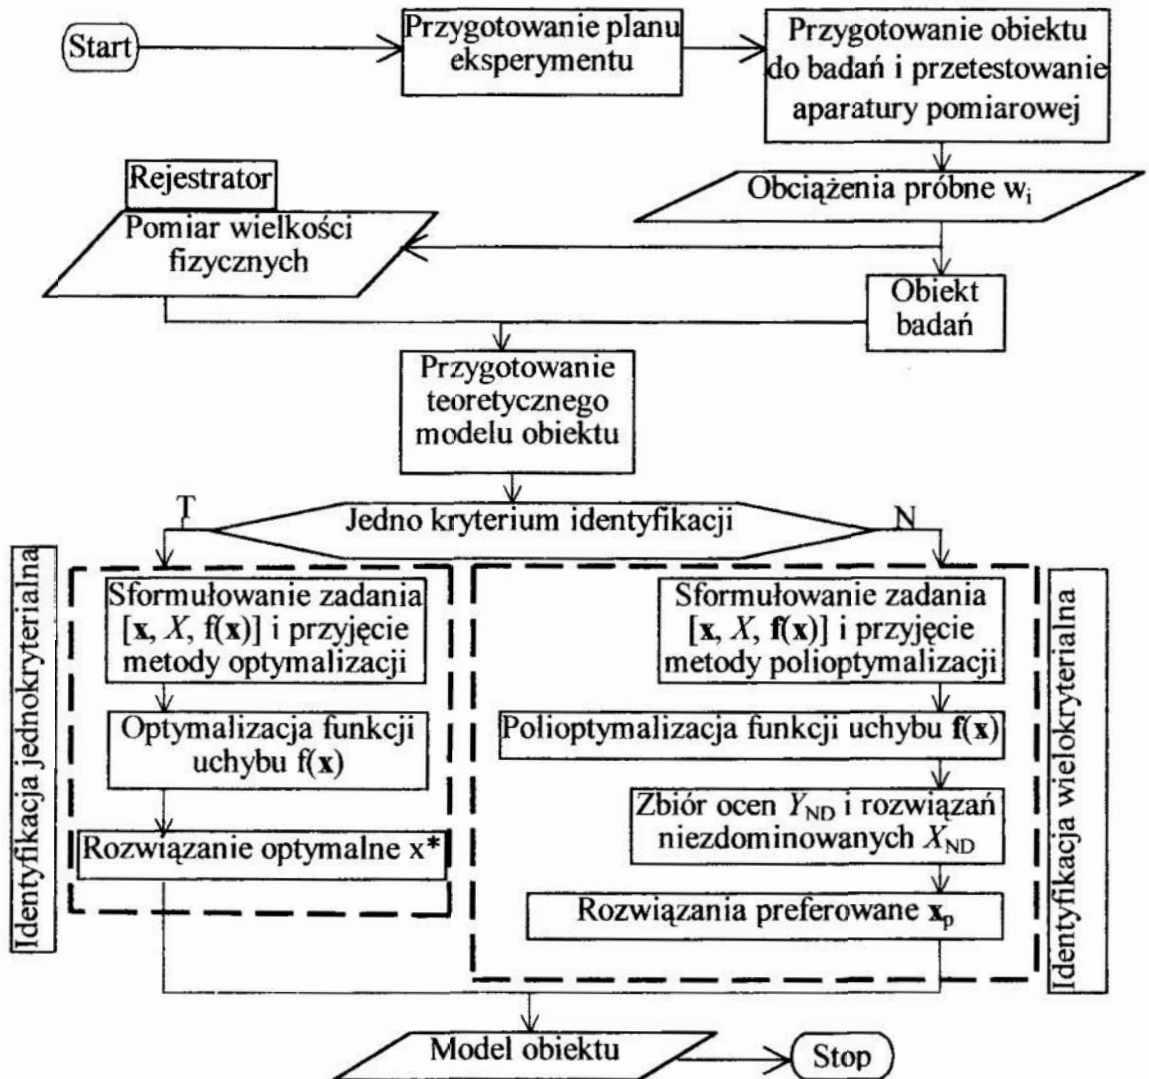 Start
Przygotowanie planu
eksperymentu
Przygotowanie obiektu
do badań i przetestowanie
aparatury pomiarowej
Rejestrator
Obciążenia próbne wᵢ
Pomiar wielkości
fizycznych
Obiekt
badań
Przygotowanie
teoretycznego
modelu obiektu
T
Jedno kryterium identyfikacji
N
Identyfikacja jednokryterialna
Sformułowanie zadania
[x, X, f(x)] i przyjęcie
metody optymalizacji
Optymalizacja funkcji
uchybu f(x)
Rozwiązanie optymalne x*
Sformułowanie zadania
[x, X, f(x)] i przyjęcie
metody polioptymalizacji
Polioptymalizacja funkcji uchybu f(x)
Zbiór ocen Y_ND i rozwiązań
niezdominowanych X_ND
Rozwiązania preferowane x_p
Identyfikacja wielokryterialna
Model obiektu
Stop